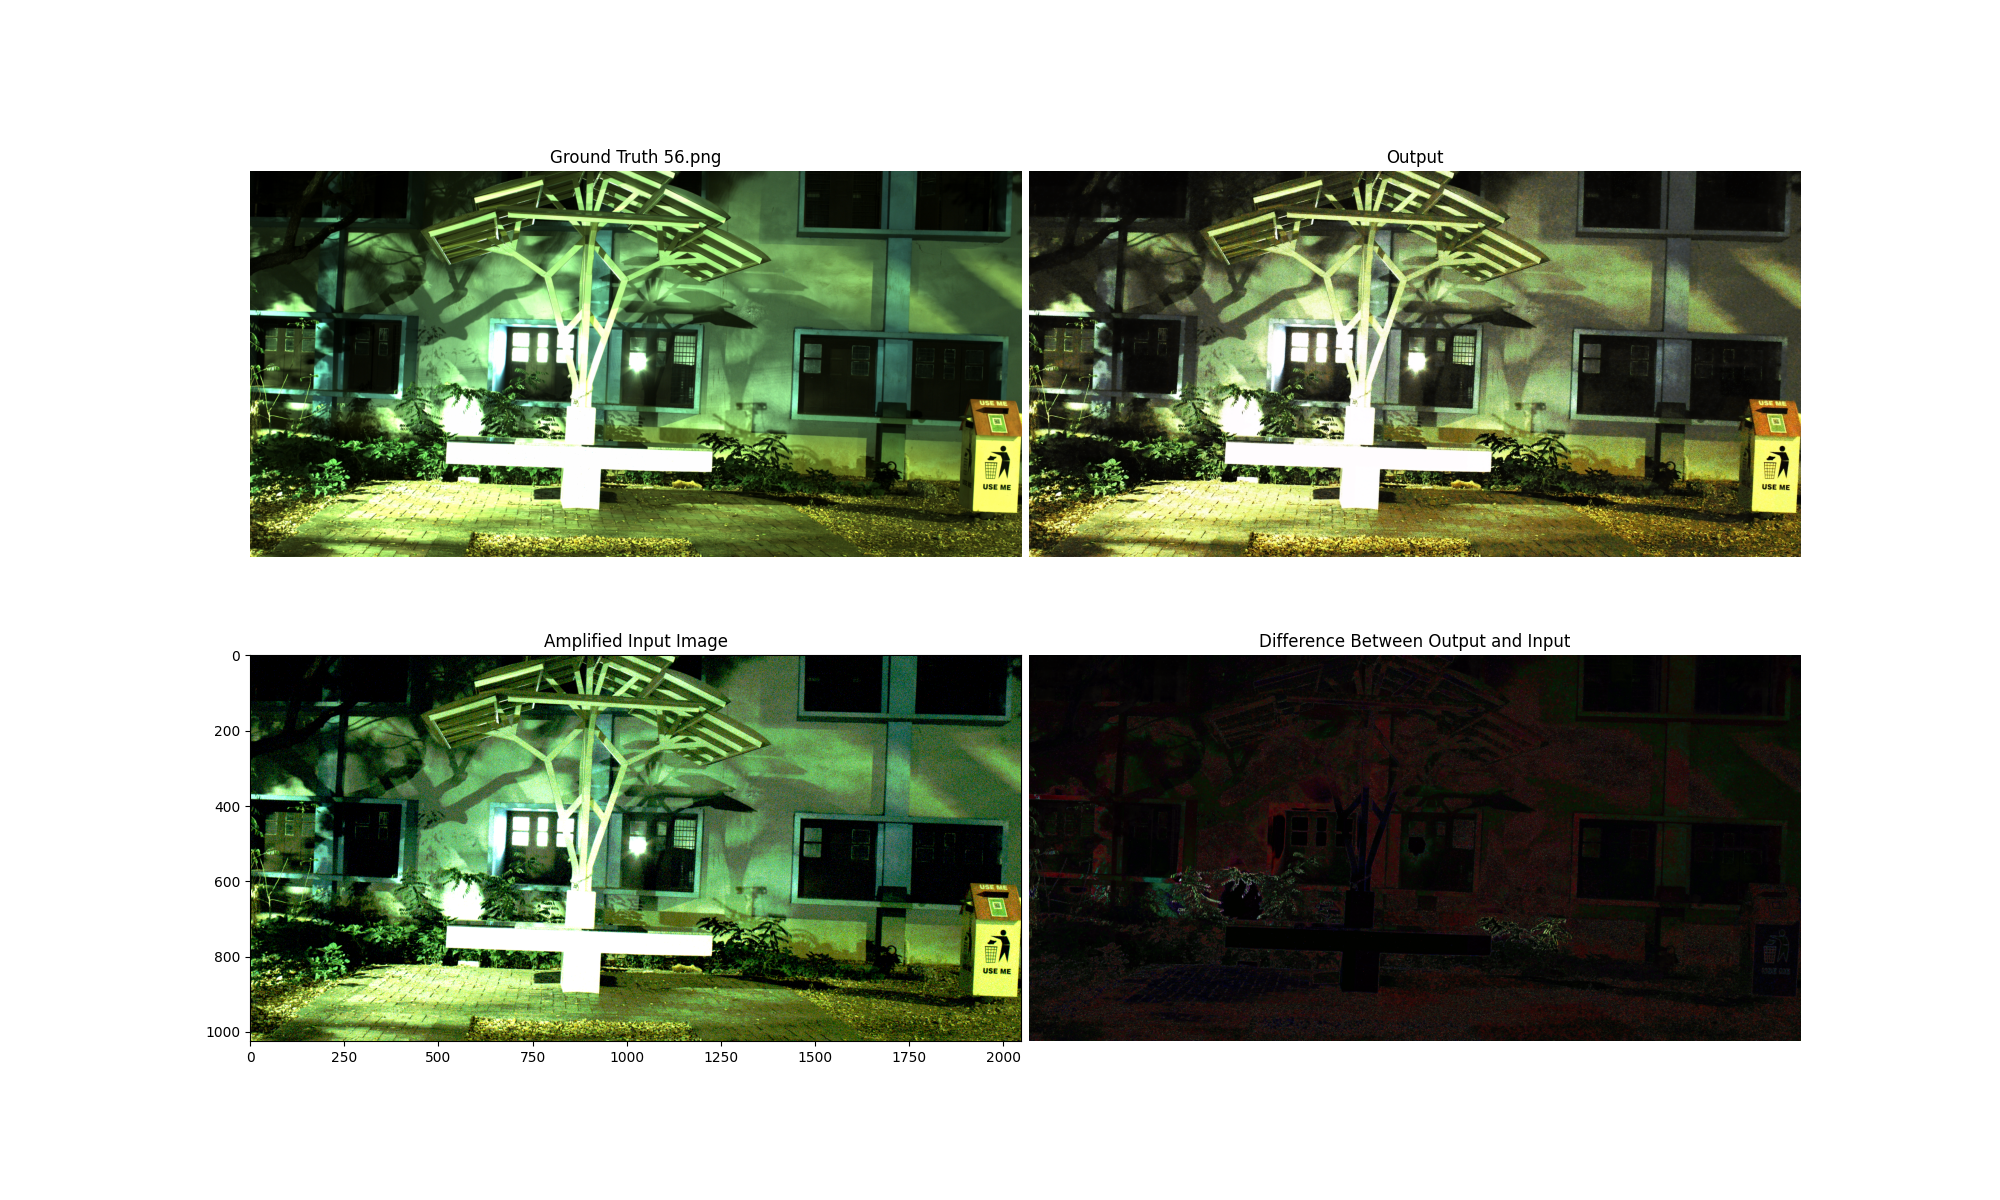 Ground Truth 56.png
Output
USE ME
USE ME
USE ME
USE ME
Amplified Input Image
Difference Between Output and Input
0
200
400
600
800
1000
USE ME
USE ME
0
250
500
750
1000
1250
1500
1750
2000